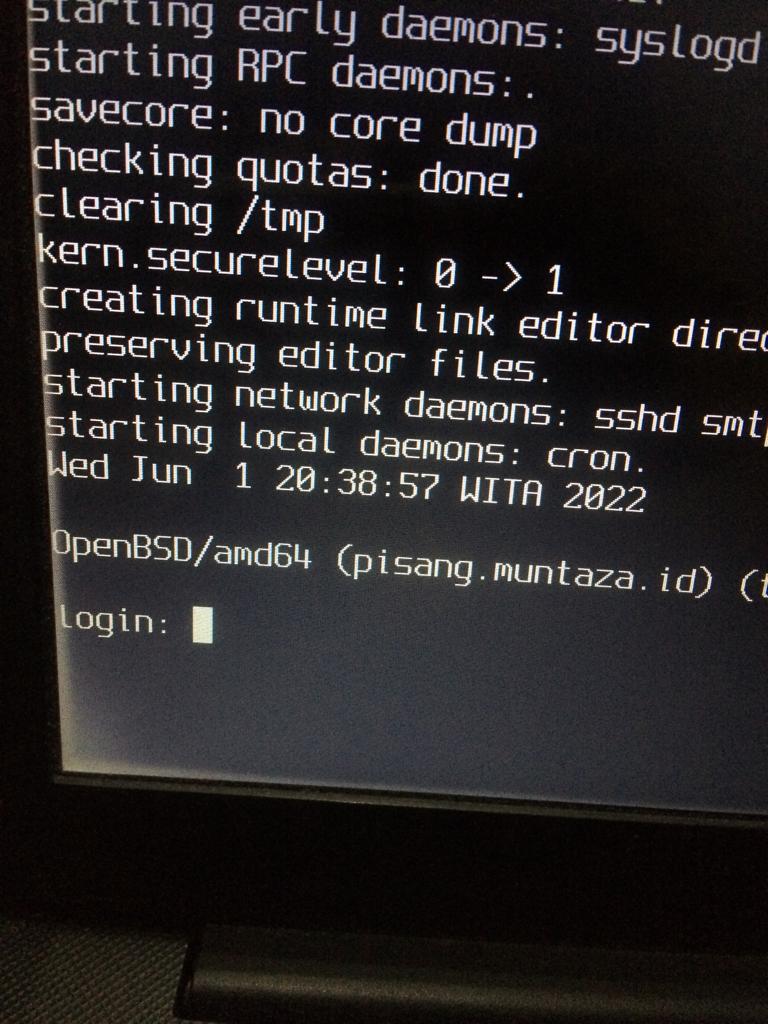 starting early daemons: syslogd
starting RPC daemons:.
savecore: no core dump
checking quotas: done.
clearing /tmp
kern.securelevel: 0 -> 1
creating runtime link editor
preserving editor files.
starting network daemons: sshd
starting local daemons: cron.
Wed Jun  1 20:38:57 WITA 2022
OpenBSD/amd64 (pisang.muntaza.id)
login: